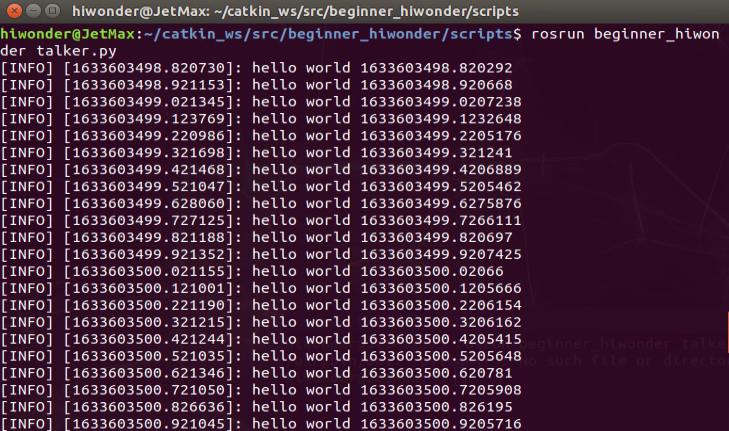 hiwonder@JetMax: ~/catkin_ws/src/beginner_hiwonder/scripts
hiwonder@JetMax:~/catkin_ws/src/beginner_hiwonder/scripts$ rosrun beginner_hiwon
der talker.py
[INFO] [1633603498.820730]: hello world 1633603498.820292
[INFO] [1633603498.921153]: hello world 1633603498.920668
[INFO] [1633603499.021345]: hello world 1633603499.0207238
[INFO] [1633603499.123769]: hello world 1633603499.1232648
[INFO] [1633603499.220986]: hello world 1633603499.2205176
[INFO] [1633603499.321698]: hello world 1633603499.321241
[INFO] [1633603499.421468]: hello world 1633603499.4206889
[INFO] [1633603499.521047]: hello world 1633603499.5205462
[INFO] [1633603499.628060]: hello world 1633603499.6275876
[INFO] [1633603499.727125]: hello world 1633603499.7266111
[INFO] [1633603499.821188]: hello world 1633603499.820697
[INFO] [1633603499.921352]: hello world 1633603499.9207425
[INFO] [1633603500.021155]: hello world 1633603500.02066
[INFO] [1633603500.121001]: hello world 1633603500.1205666
[INFO] [1633603500.221190]: hello world 1633603500.2206154
[INFO] [1633603500.321215]: hello world 1633603500.3206162
[INFO] [1633603500.421244]: hello world 1633603500.4205415
[INFO] [1633603500.521035]: hello world 1633603500.5205648
[INFO] [1633603500.621346]: hello world 1633603500.620781
[INFO] [1633603500.721050]: hello world 1633603500.7205908
[INFO] [1633603500.826636]: hello world 1633603500.826195
[INFO] [1633603500.921045]: hello world 1633603500.9205716